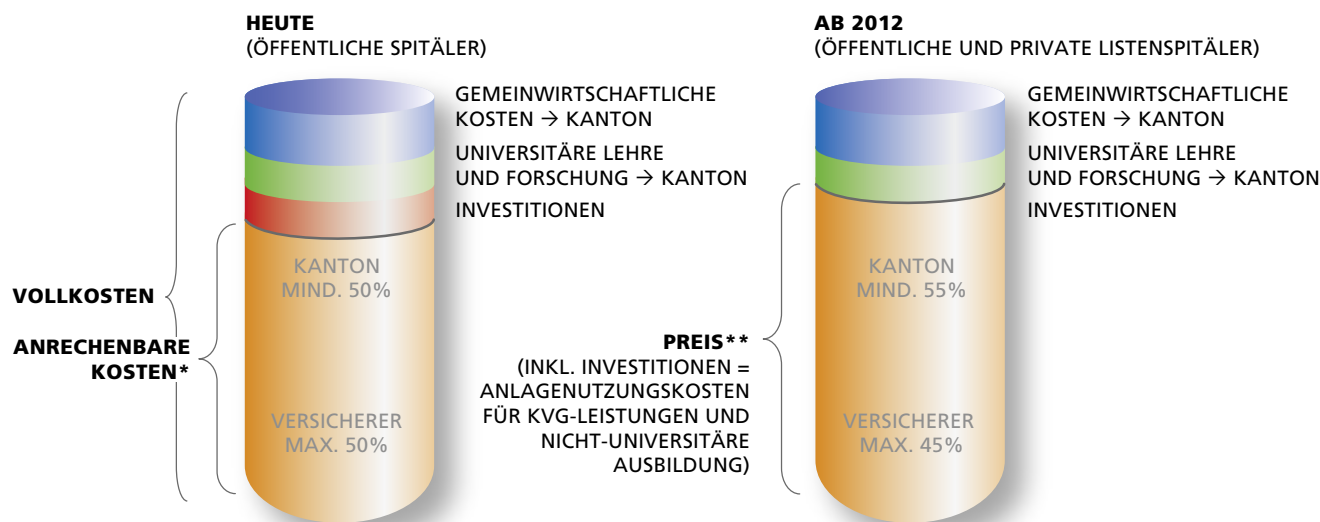 HEUTE
(ÖFFENTLICHE SPITÄLER)
GEMEINWIRTSCHAFTLICHE
KOSTEN → KANTON
UNIVERSITÄRE LEHRE
UND FORSCHUNG → KANTON
INVESTITIONEN
KANTON
MIND. 50%
VOLLKOSTEN
ANRECHENBARE
KOSTEN*
VERSICHERER
MAX. 50%
AB 2012
(ÖFFENTLICHE UND PRIVATE LISTENSPITÄLER)
GEMEINWIRTSCHAFTLICHE
KOSTEN → KANTON
UNIVERSITÄRE LEHRE
UND FORSCHUNG → KANTON
INVESTITIONEN
KANTON
MIND. 55%
PREIS**
(INKL. INVESTITIONEN =
ANLAGENUTZUNGSKOSTEN
FÜR KVG-LEISTUNGEN UND
NICHT-UNIVERSITÄRE
AUSBILDUNG)
VERSICHERER
MAX. 45%